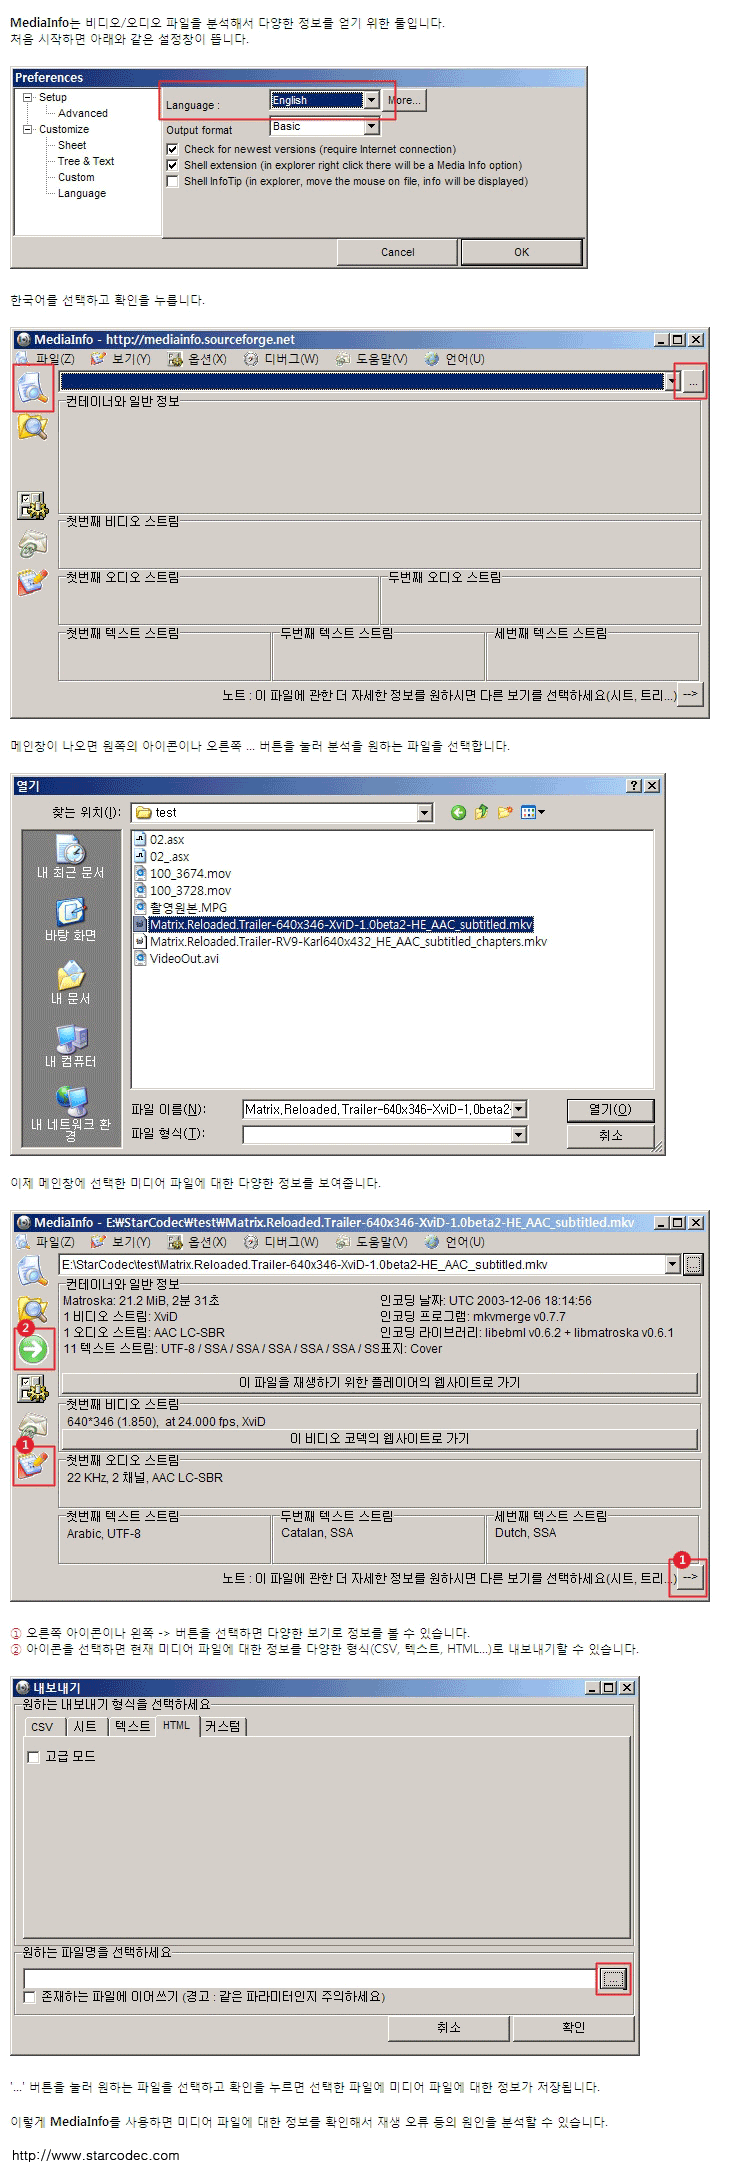 MediaInfo는 비디오/오디오 파일을 분석해서 다양한 정보를 얻기 위한 툴입니다.
처음 시작하면 아래와 같은 설정창이 뜹니다.
Preferences
Setup
Advanced
Customize
Sheet
Tree & Text
Custom
Language
Language :
English
More...
Output format
Basic
Check for newest versions (require Internet connection)
Shell extension (in explorer right click there will be a Media Info option)
Shell InfoTip (in explorer, move the mouse on file, info will be displayed)
Cancel
OK
한국어를 선택하고 확인을 누릅니다.
MediaInfo - http://mediainfo.sourceforge.net
파일(Z) 보기(Y) 옵션(X) 디버그(W) 도움말(V) 언어(U)
...
컨테이너와 일반 정보
첫번째 비디오 스트림
첫번째 오디오 스트림
두번째 오디오 스트림
첫번째 텍스트 스트림
두번째 텍스트 스트림
세번째 텍스트 스트림
노트 : 이 파일에 관한 더 자세한 정보를 원하시면 다른 보기를 선택하세요(시트, 트리...)
-->
메인창이 나오면 왼쪽의 아이콘이나 오른쪽 ... 버튼을 눌러 분석을 원하는 파일을 선택합니다.
열기
찾는 위치(I):
test
내 최근 문서
바탕 화면
내 문서
내 컴퓨터
내 네트워크 환
경
02.asx
02_.asx
100_3674.mov
100_3728.mov
촬영원본.MPG
Matrix.Reloaded.Trailer-640x346-XviD-1.0beta2-HE_AAC_subtitled.mkv
Matrix.Reloaded.Trailer-RV9-Karl640x432_HE_AAC_subtitled_chapters.mkv
VideoOut.avi
파일 이름(N):
Matrix.Reloaded.Trailer-640x346-XviD-1.0beta2-
열기(O)
파일 형식(T):
취소
이제 메인창에 선택한 미디어 파일에 대한 다양한 정보를 보여줍니다.
MediaInfo - E:₩StarCodec₩test₩Matrix.Reloaded.Trailer-640x346-XviD-1.0beta2-HE_AAC_subtitled.mkv
파일(Z) 보기(Y) 옵션(X) 디버그(W) 도움말(V) 언어(U)
E:\StarCodec\test\Matrix.Reloaded.Trailer-640x346-XviD-1.0beta2-HE_AAC_subtitled.mkv
...
컨테이너와 일반 정보
Matroska: 21.2 MiB, 2분 31초
인코딩 날짜: UTC 2003-12-06 18:14:56
1 비디오 스트림: XviD
인코딩 프로그램: mkvmerge v0.7.7
1 오디오 스트림: AAC LC-SBR
인코딩 라이브러리: libebml v0.6.2 + libmatroska v0.6.1
11 텍스트 스트림: UTF-8 / SSA / SSA / SSA / SSA / SSA / SS
표지: Cover
2
이 파일을 재생하기 위한 플레이어의 웹사이트로 가기
첫번째 비디오 스트림
640*346 (1.850), at 24.000 fps, XviD
이 비디오 코덱의 웹사이트로 가기
1
첫번째 오디오 스트림
22 KHz, 2 채널, AAC LC-SBR
첫번째 텍스트 스트림
Arabic, UTF-8
두번째 텍스트 스트림
Catalan, SSA
세번째 텍스트 스트림
Dutch, SSA
노트 : 이 파일에 관한 더 자세한 정보를 원하시면 다른 보기를 선택하세요(시트, 트리...)
1
-->
① 오른쪽 아이콘이나 왼쪽 -> 버튼을 선택하면 다양한 보기로 정보를 볼 수 있습니다.
② 아이콘을 선택하면 현재 미디어 파일에 대한 정보를 다양한 형식(CSV, 텍스트, HTML...)로 내보내기할 수 있습니다.
내보내기
원하는 내보내기 형식을 선택하세요
CSV 시트 텍스트 HTML 커스텀
고급 모드
원하는 파일명을 선택하세요
...
존재하는 파일에 이어쓰기 (경고 : 같은 파라미터인지 주의하세요)
취소
확인
'...' 버튼을 눌러 원하는 파일을 선택하고 확인을 누르면 선택한 파일에 미디어 파일에 대한 정보가 저장됩니다.
이렇게 MediaInfo를 사용하면 미디어 파일에 대한 정보를 확인해서 재생 오류 등의 원인을 분석할 수 있습니다.
http://www.starcodec.com